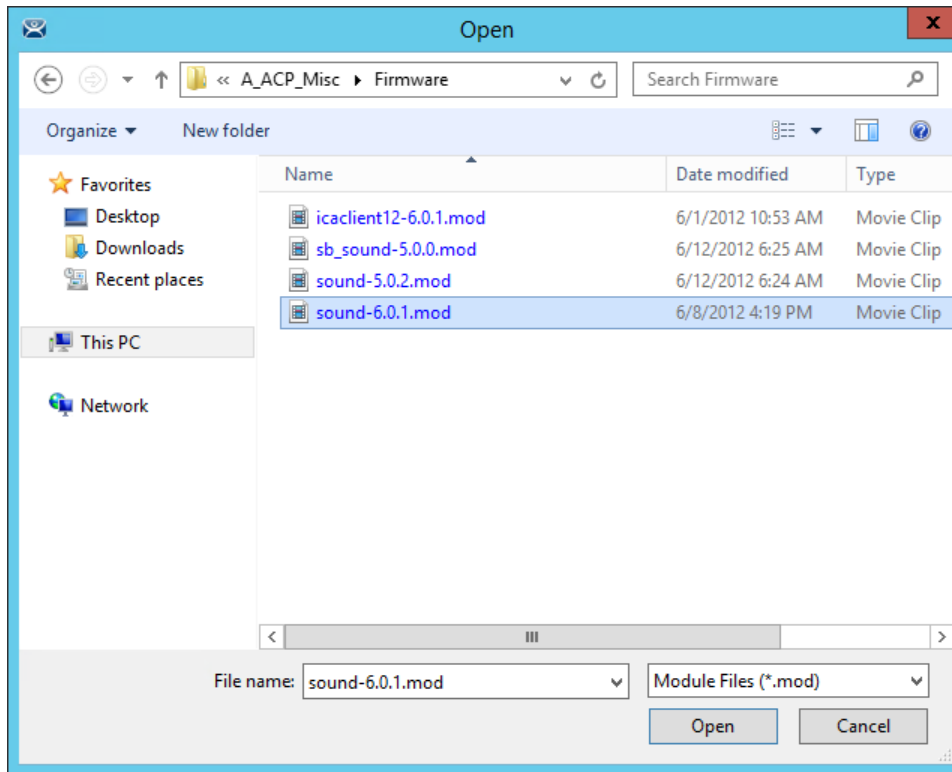 Open
x
« A_ACP_Misc Firmware
Search Firmware
Organize New folder
Name Date modified Type
Favorites
Desktop
Downloads
Recent places
This PC
Network
icaclient12-6.0.1.mod 6/1/2012 10:53 AM Movie Clip
sb_sound-5.0.0.mod 6/12/2012 6:25 AM Movie Clip
sound-5.0.2.mod 6/12/2012 6:24 AM Movie Clip
sound-6.0.1.mod 6/8/2012 4:19 PM Movie Clip
File name: sound-6.0.1.mod Module Files (*.mod)
Open Cancel